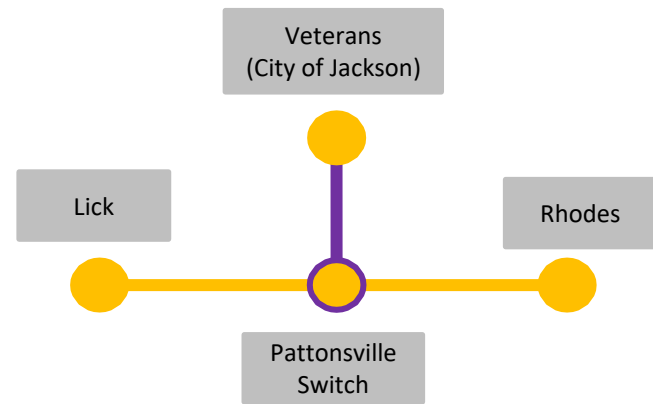 Veterans
(City of Jackson)
Lick
Rhodes
Pattonsville
Switch